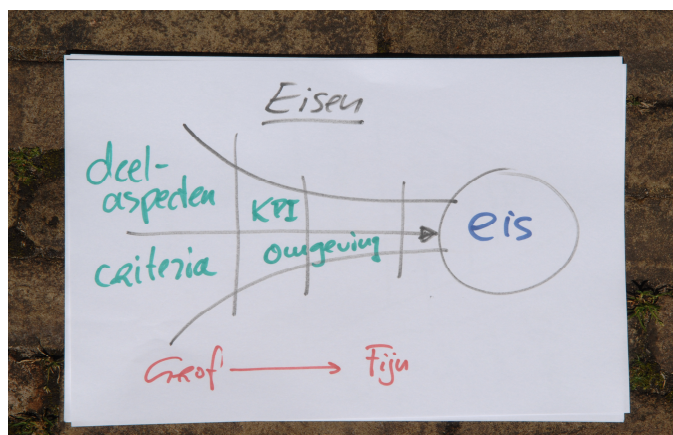 Eisen
deel-
aspecten
KPI
eis
omgeving
criteria
Grof
Fijn